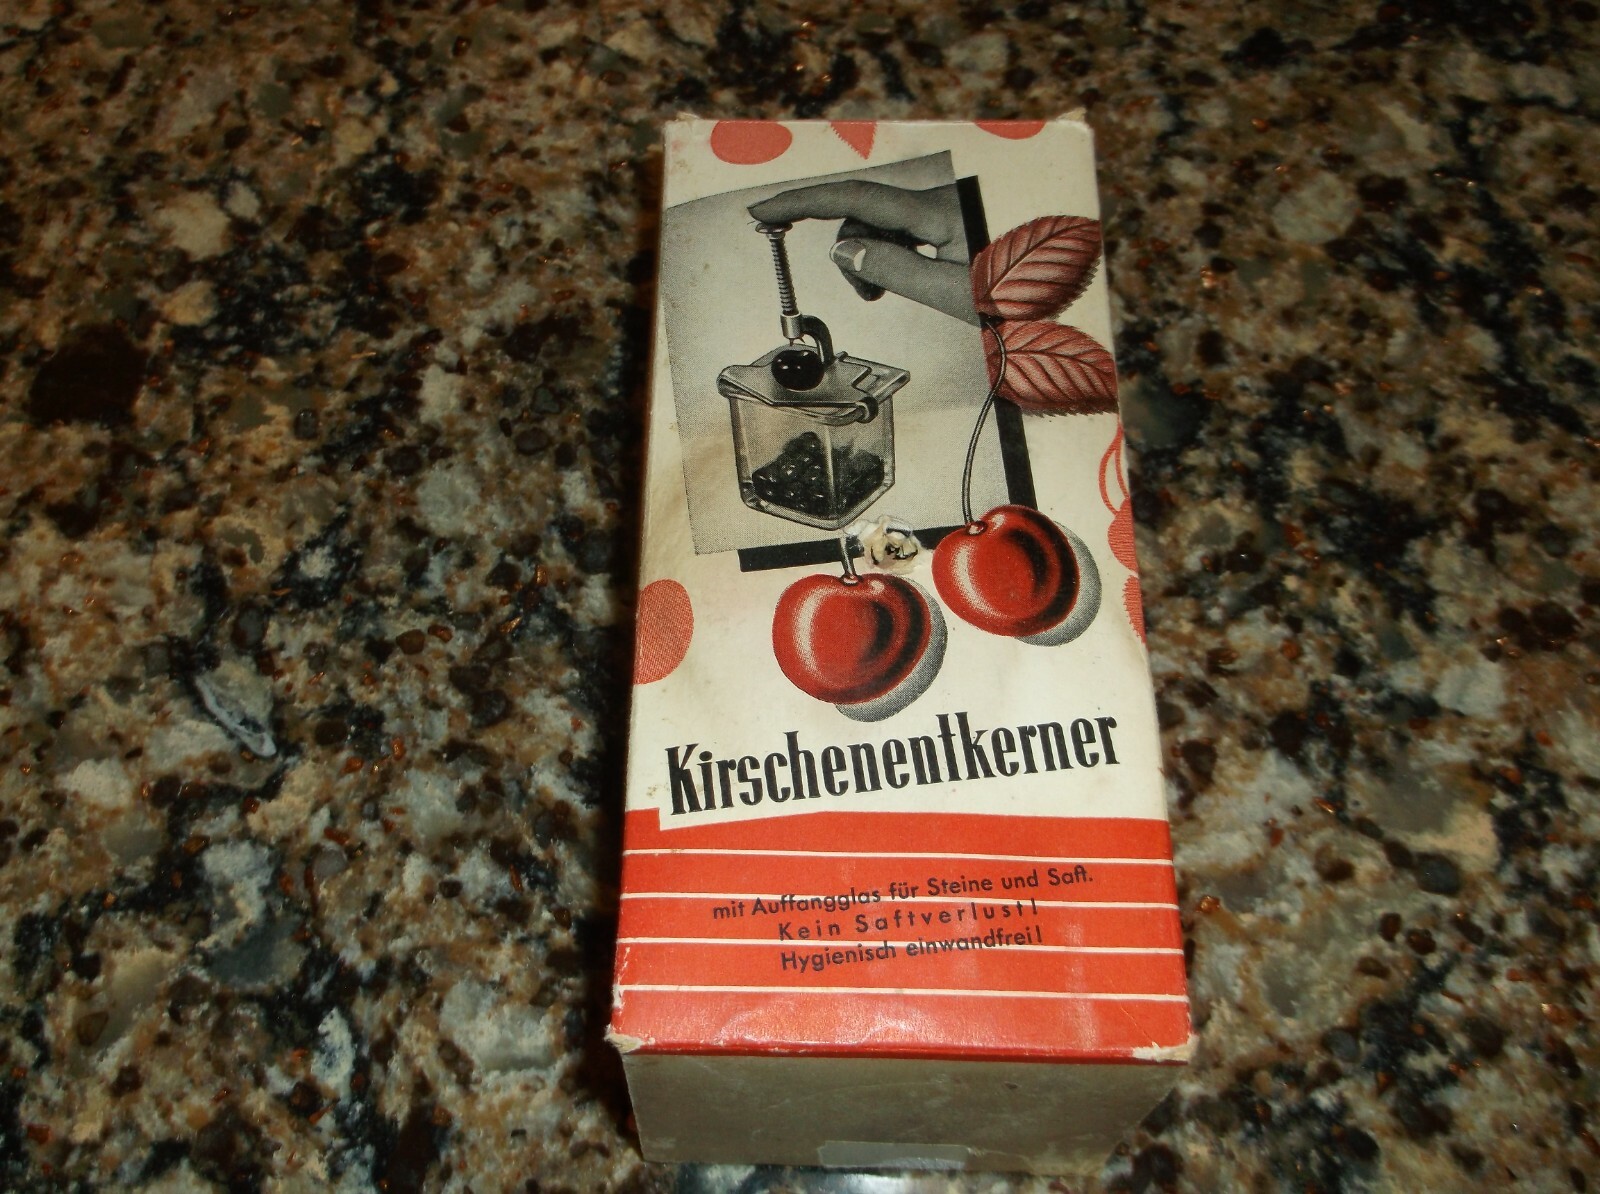 Kirschenentkerner
mit Auffangglas für Steine und Saft.
Kein Saftverlust!
Hygienisch einwandfrei!